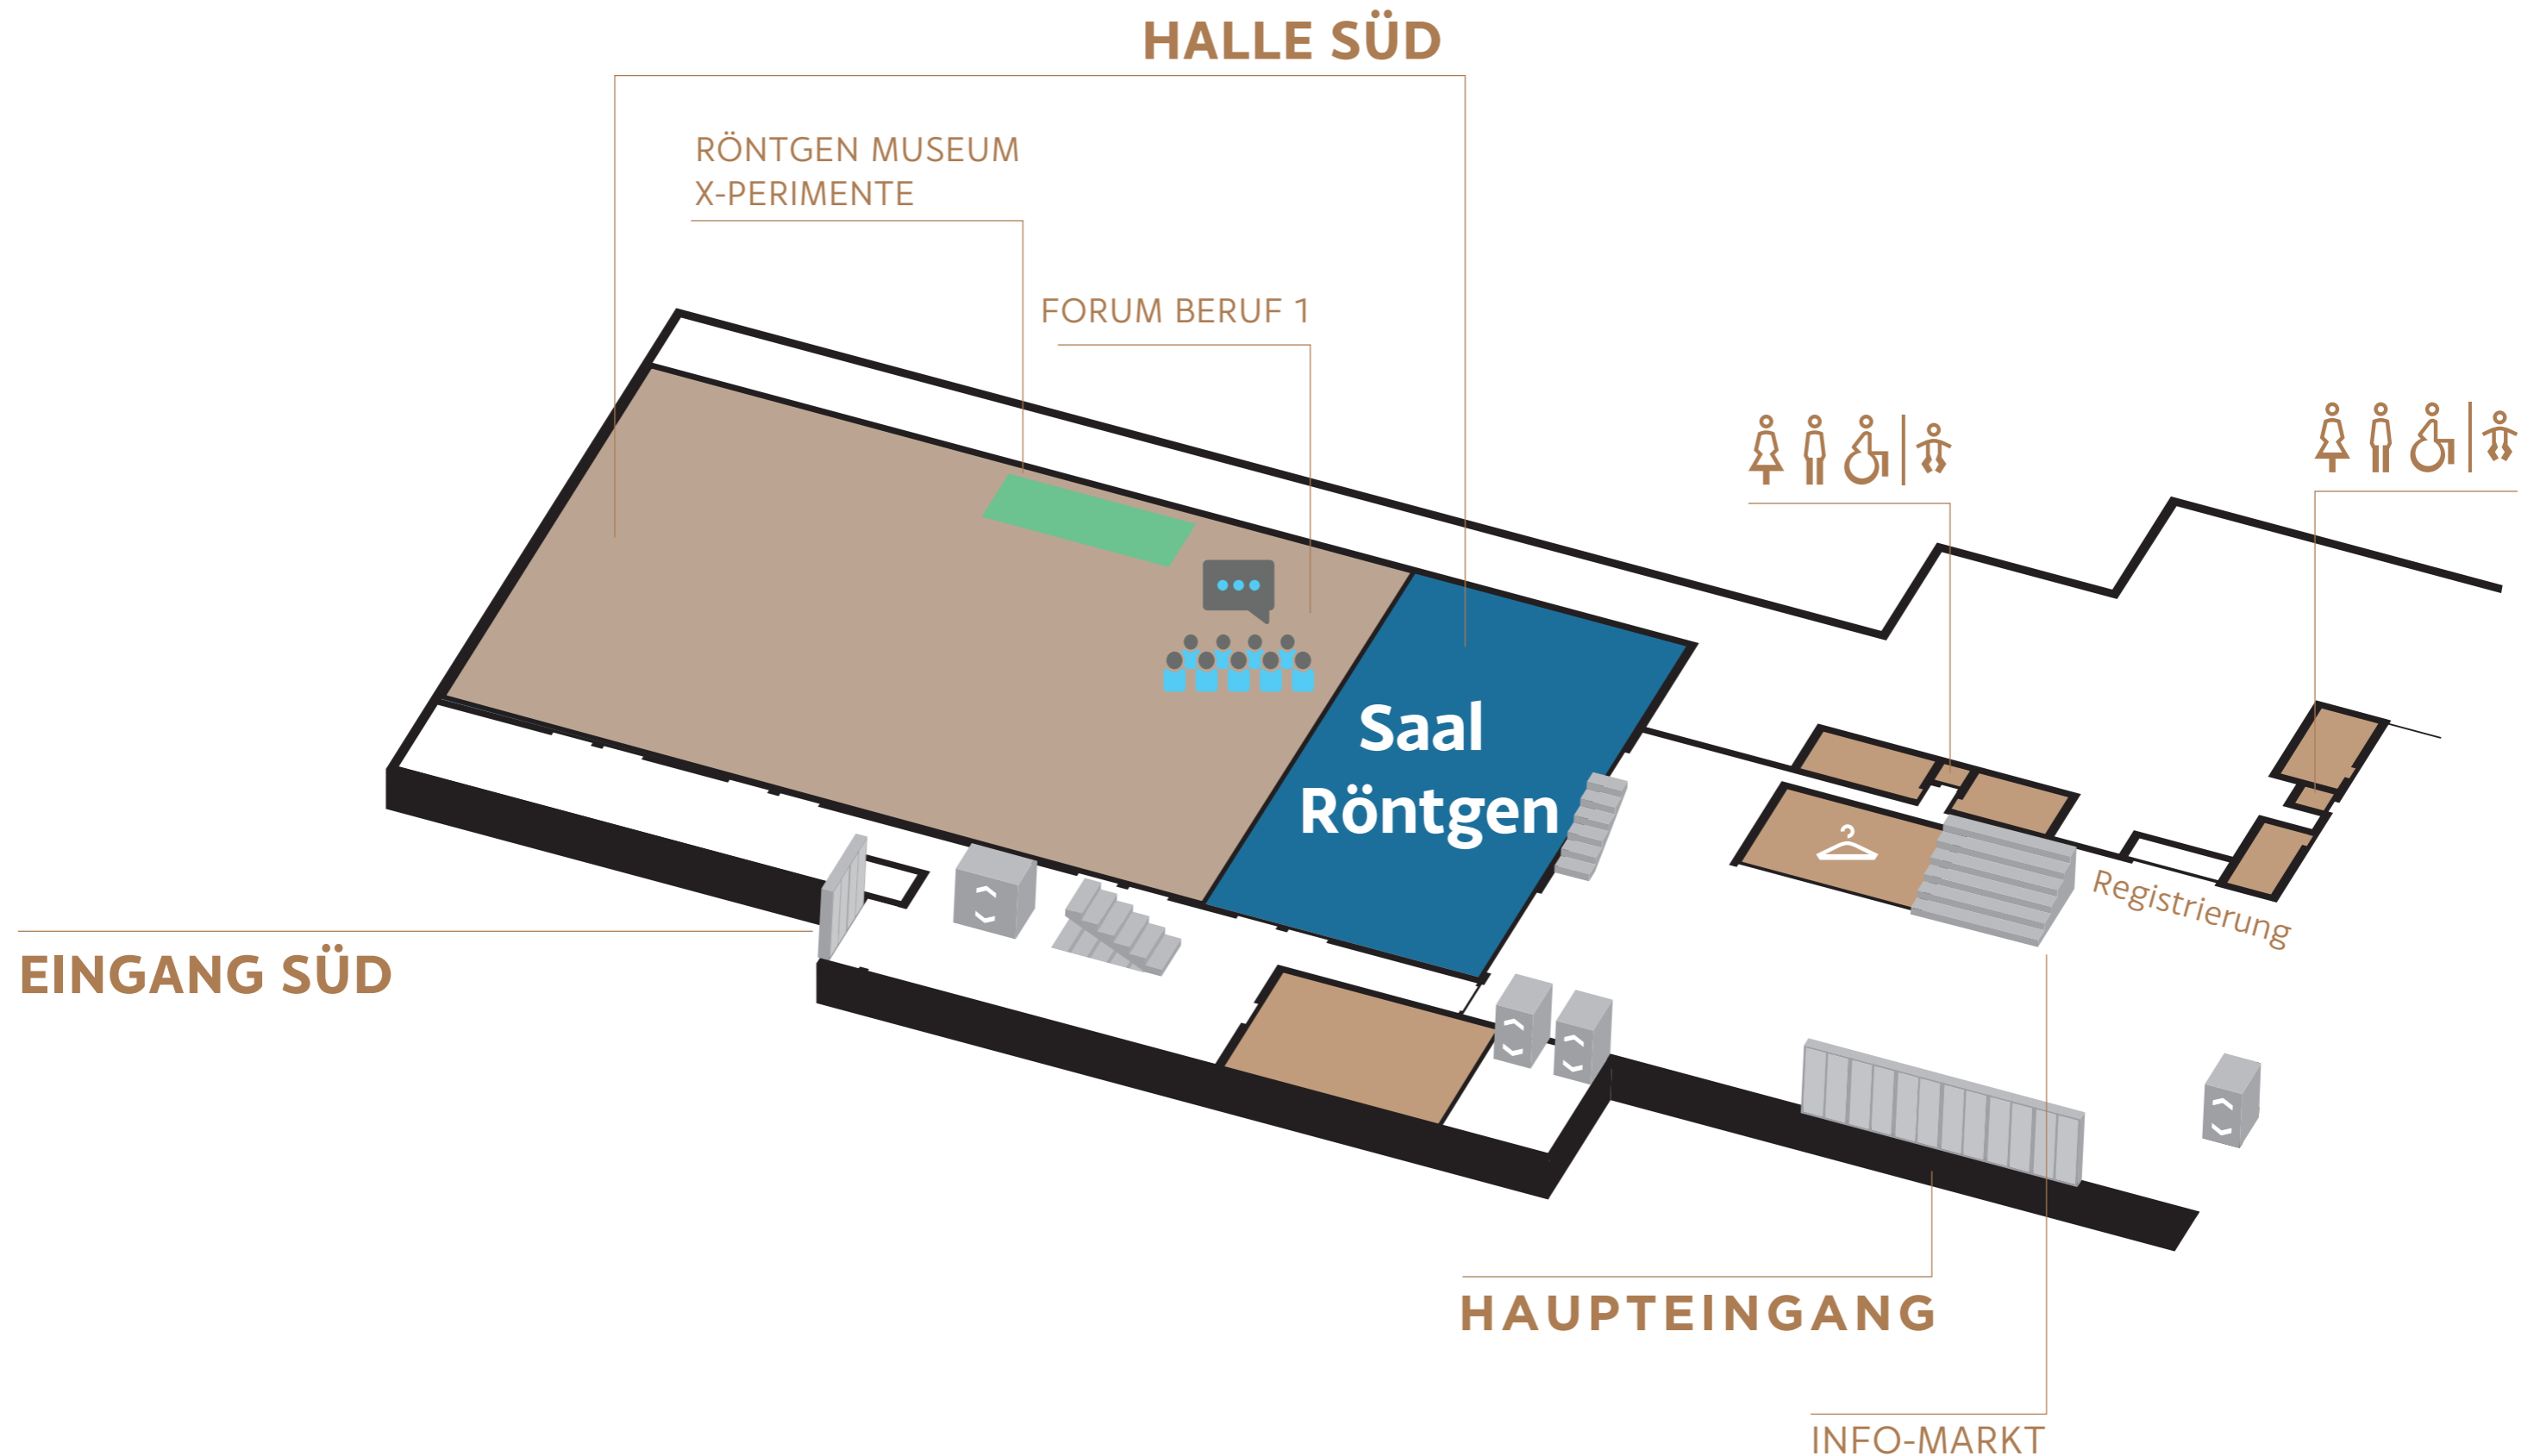 HALLE SÜD
RÖNTGEN MUSEUM
X-PERIMENTE
FORUM BERUF 1
Saal
Röntgen
Registrierung
EINGANG SÜD
HAUPTEINGANG
INFO-MARKT